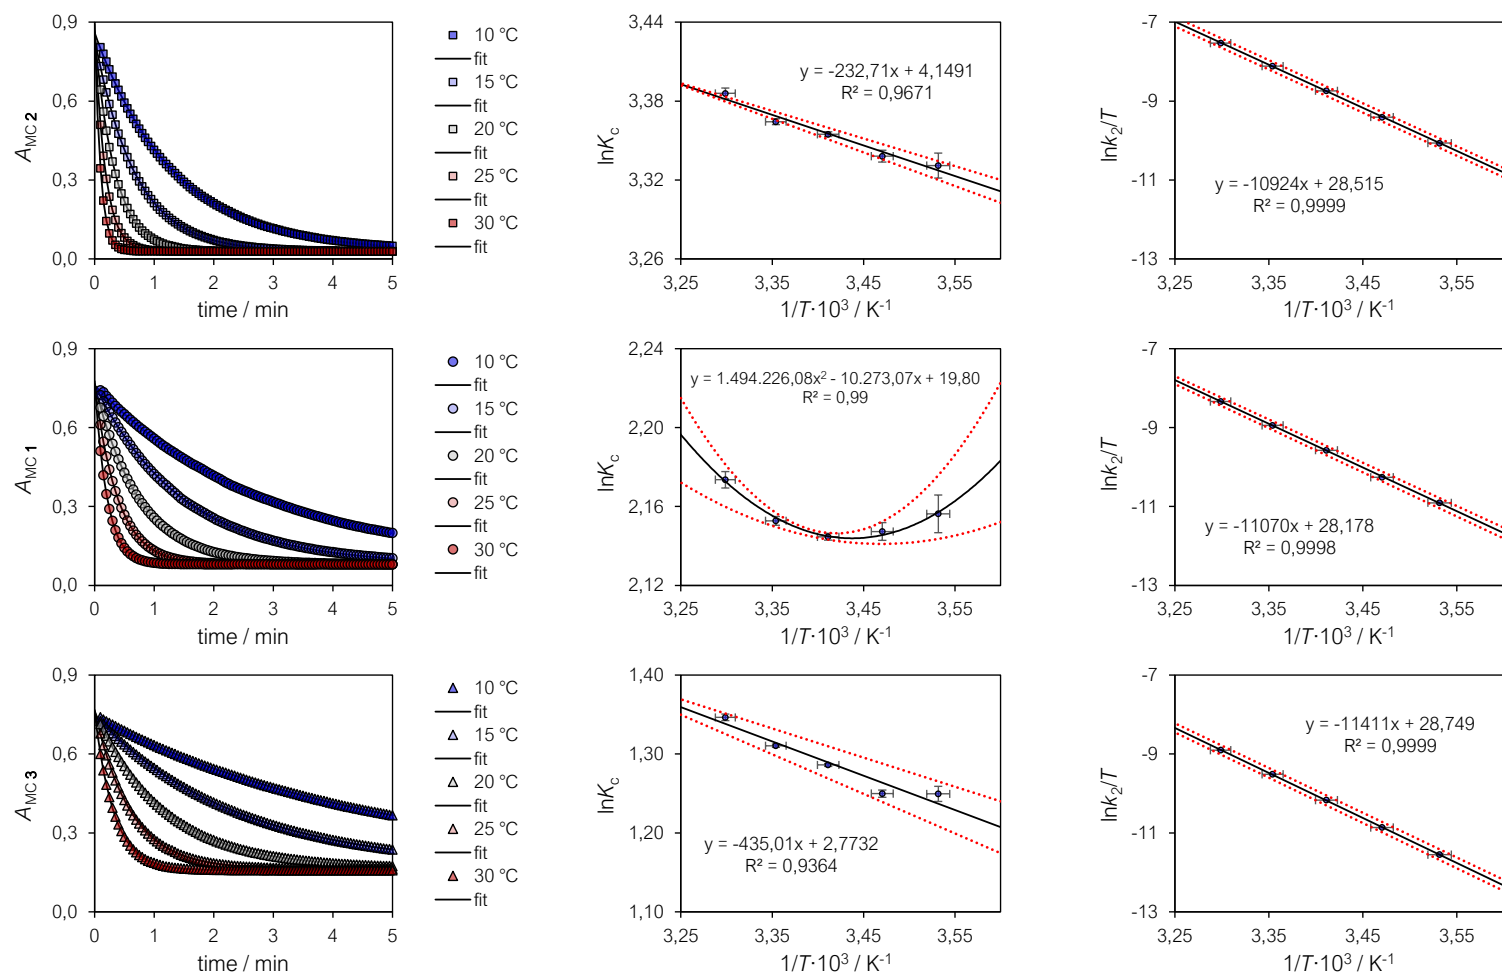 0,9
0,6
0,3
0,0
A_MC 2
0 1 2 3 4 5
time / min
10 °C
fit
15 °C
fit
20 °C
fit
25 °C
fit
30 °C
fit
3,44
3,38
3,32
3,26
lnK_c
y = -232,71x + 4,1491
R² = 0,9671
3,25 3,35 3,45 3,55
1/T·10³ / K⁻¹
-7
-9
-11
-13
lnk₂/T
y = -10924x + 28,515
R² = 0,9999
3,25 3,35 3,45 3,55
1/T·10³ / K⁻¹
0,9
0,6
0,3
0,0
A_MC 1
0 1 2 3 4 5
time / min
10 °C
fit
15 °C
fit
20 °C
fit
25 °C
fit
30 °C
fit
2,24
2,20
2,16
2,12
lnK_c
y = 1.494.226,08x² - 10.273,07x + 19,80
R² = 0,99
3,25 3,35 3,45 3,55
1/T·10³ / K⁻¹
-7
-9
-11
-13
lnk₂/T
y = -11070x + 28,178
R² = 0,9998
3,25 3,35 3,45 3,55
1/T·10³ / K⁻¹
0,9
0,6
0,3
0,0
A_MC 3
0 1 2 3 4 5
time / min
10 °C
fit
15 °C
fit
20 °C
fit
25 °C
fit
30 °C
fit
1,40
1,30
1,20
1,10
lnK_c
y = -435,01x + 2,7732
R² = 0,9364
3,25 3,35 3,45 3,55
1/T·10³ / K⁻¹
-7
-9
-11
-13
lnk₂/T
y = -11411x + 28,749
R² = 0,9999
3,25 3,35 3,45 3,55
1/T·10³ / K⁻¹